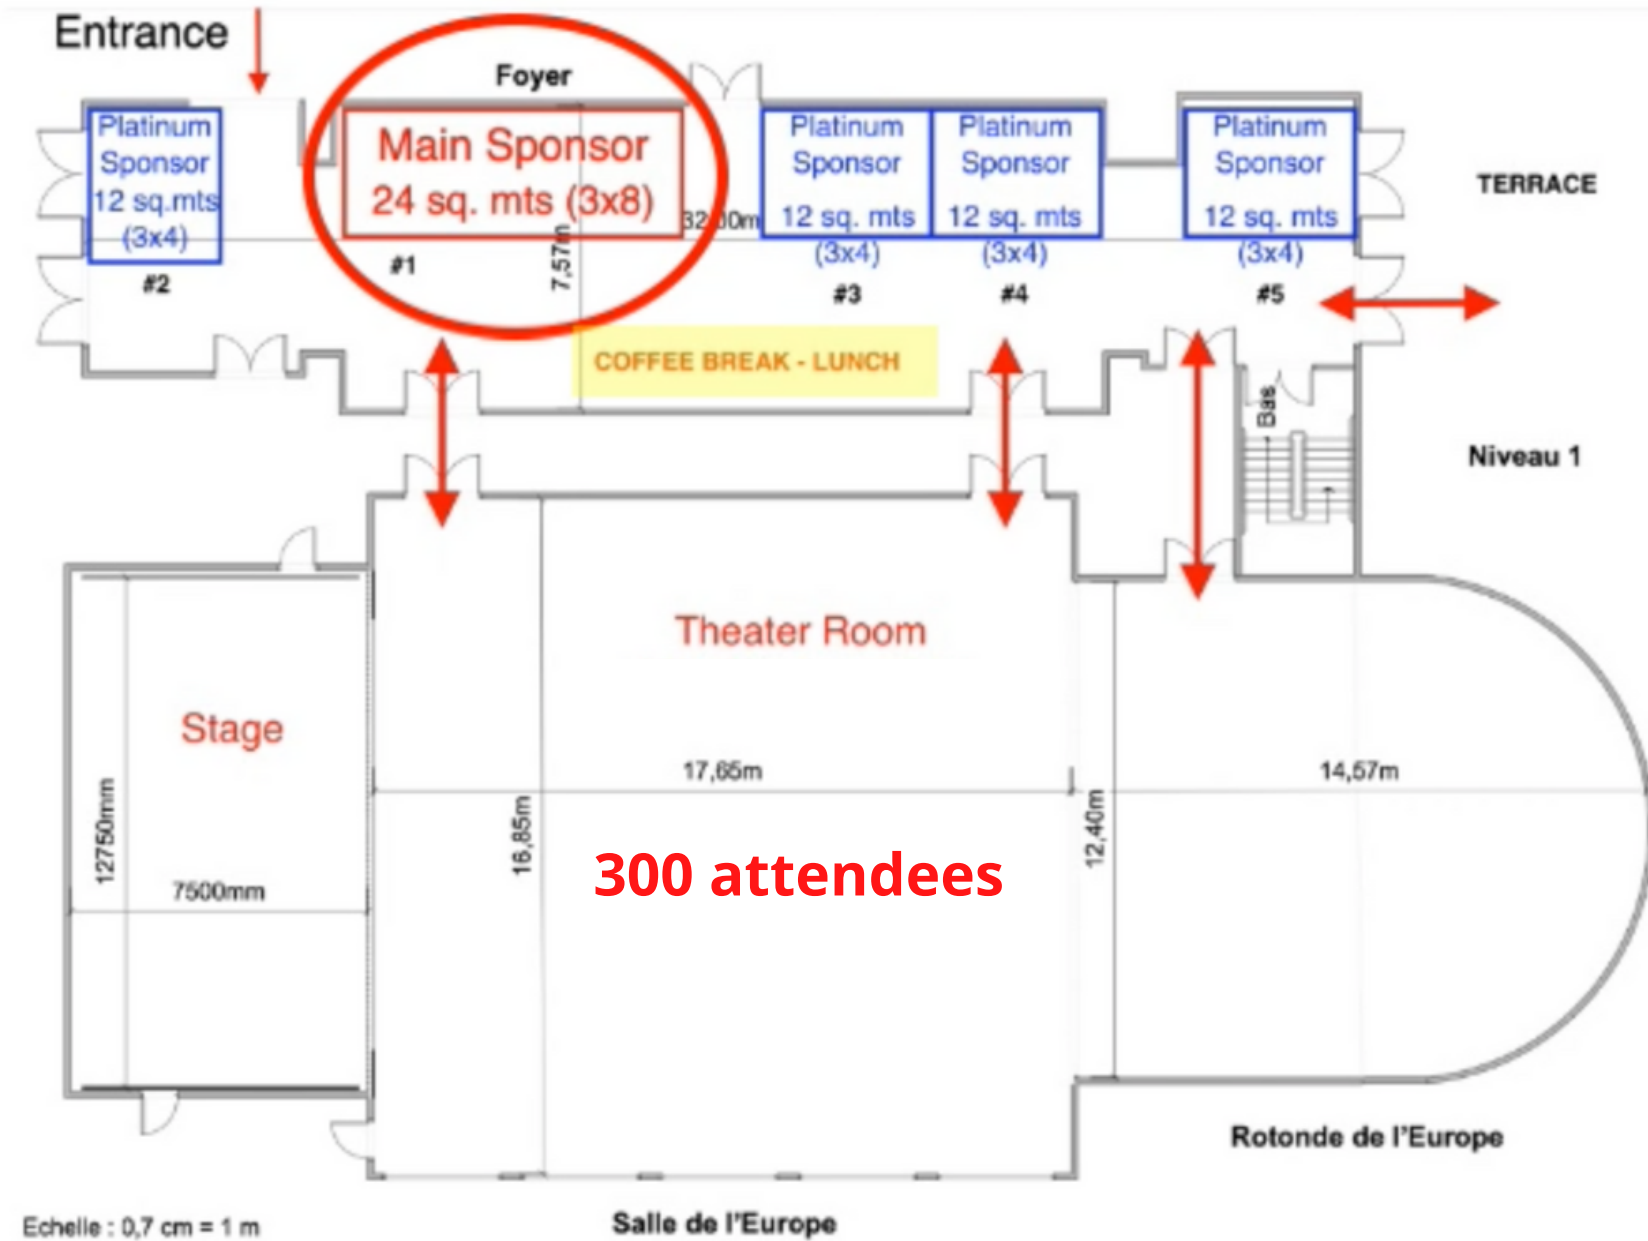 Entrance
Foyer
Platinum
Sponsor
12 sq.mts
(3x4)
#2
Main Sponsor
24 sq. mts (3x8)
#1
7,57m
Platinum
Sponsor
12 sq. mts
(3x4)
#3
Platinum
Sponsor
12 sq. mts
(3x4)
#4
Platinum
Sponsor
12 sq. mts
(3x4)
#5
TERRACE
COFFEE BREAK - LUNCH
Bas
Niveau 1
Theater Room
Stage
17,65m
14,57m
12750mm
16,85m
12,40m
7500mm
300 attendees
Rotonde de l'Europe
Salle de l'Europe
Echelle : 0,7 cm = 1 m